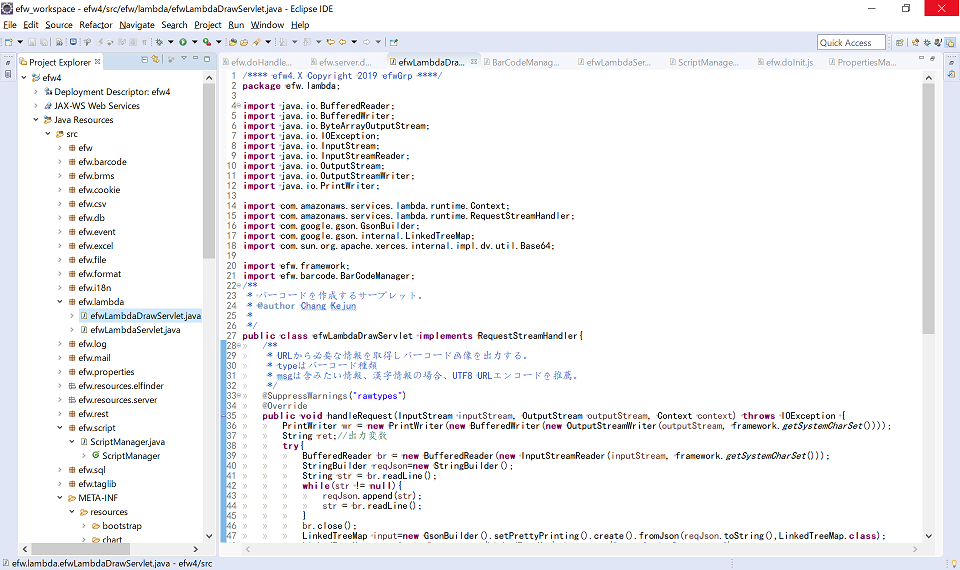 efw_workspace - efw4/src/efw/lambda/efwLambdaDrawServlet.java - Eclipse IDE
File Edit Source Refactor Navigate Search Project Run Window Help
Quick Access
Project Explorer
efw4
Deployment Descriptor: efw4
JAX-WS Web Services
Java Resources
src
efw
efw.barcode
efw.brms
efw.cookie
efw.csv
efw.db
efw.event
efw.excel
efw.file
efw.format
efw.i18n
efw.lambda
efwLambdaDrawServlet.java
efwLambdaServlet.java
efw.log
efw.mail
efw.properties
efw.resources.elfinder
efw.resources.server
efw.rest
efw.script
ScriptManager.java
ScriptManager
efw.sql
efw.taglib
META-INF
resources
bootstrap
chart
efw.doHandle...
efw.server.d...
efwLambdaDra...
BarCodeManag...
efwLambdaSer...
ScriptManage...
efw.doInit.js
PropertiesMa...
1 /**** efw4.X Copyright 2019 efwGrp ****/
2 package efw.lambda;
3
4 import java.io.BufferedReader;
5 import java.io.BufferedWriter;
6 import java.io.ByteArrayOutputStream;
7 import java.io.IOException;
8 import java.io.InputStream;
9 import java.io.InputStreamReader;
10 import java.io.OutputStream;
11 import java.io.OutputStreamWriter;
12 import java.io.PrintWriter;
13
14 import com.amazonaws.services.lambda.runtime.Context;
15 import com.amazonaws.services.lambda.runtime.RequestStreamHandler;
16 import com.google.gson.GsonBuilder;
17 import com.google.gson.internal.LinkedTreeMap;
18 import com.sun.org.apache.xerces.internal.impl.dv.util.Base64;
19
20 import efw.framework;
21 import efw.barcode.BarCodeManager;
22 /**
23 * バーコードを作成するサーブレット。
24 * @author Chang Kejun
25 *
26 */
27 public class efwLambdaDrawServlet implements RequestStreamHandler{
28 /**
29 * URLから必要な情報を取得しバーコード画像を出力する。
30 * typeはバーコード種類
31 * msgは含みたい情報、漢字情報の場合、UTF8 URLエンコードを推薦。
32 */
33 @SuppressWarnings("rawtypes")
34 @Override
35 public void handleRequest(InputStream inputStream, OutputStream outputStream, Context context) throws IOException {
36 PrintWriter wr = new PrintWriter(new BufferedWriter(new OutputStreamWriter(outputStream, framework.getSystemCharSet())));
37 String ret;//出力変数
38 try{
39 BufferedReader br = new BufferedReader(new InputStreamReader(inputStream, framework.getSystemCharSet()));
40 StringBuilder reqJson=new StringBuilder();
41 String str = br.readLine();
42 while(str != null){
43 reqJson.append(str);
44 str = br.readLine();
45 }
46 br.close();
47 LinkedTreeMap input=new GsonBuilder().setPrettyPrinting().create().fromJson(reqJson.toString(),LinkedTreeMap.class);
efw.lambda.efwLambdaDrawServlet.java - efw4/src